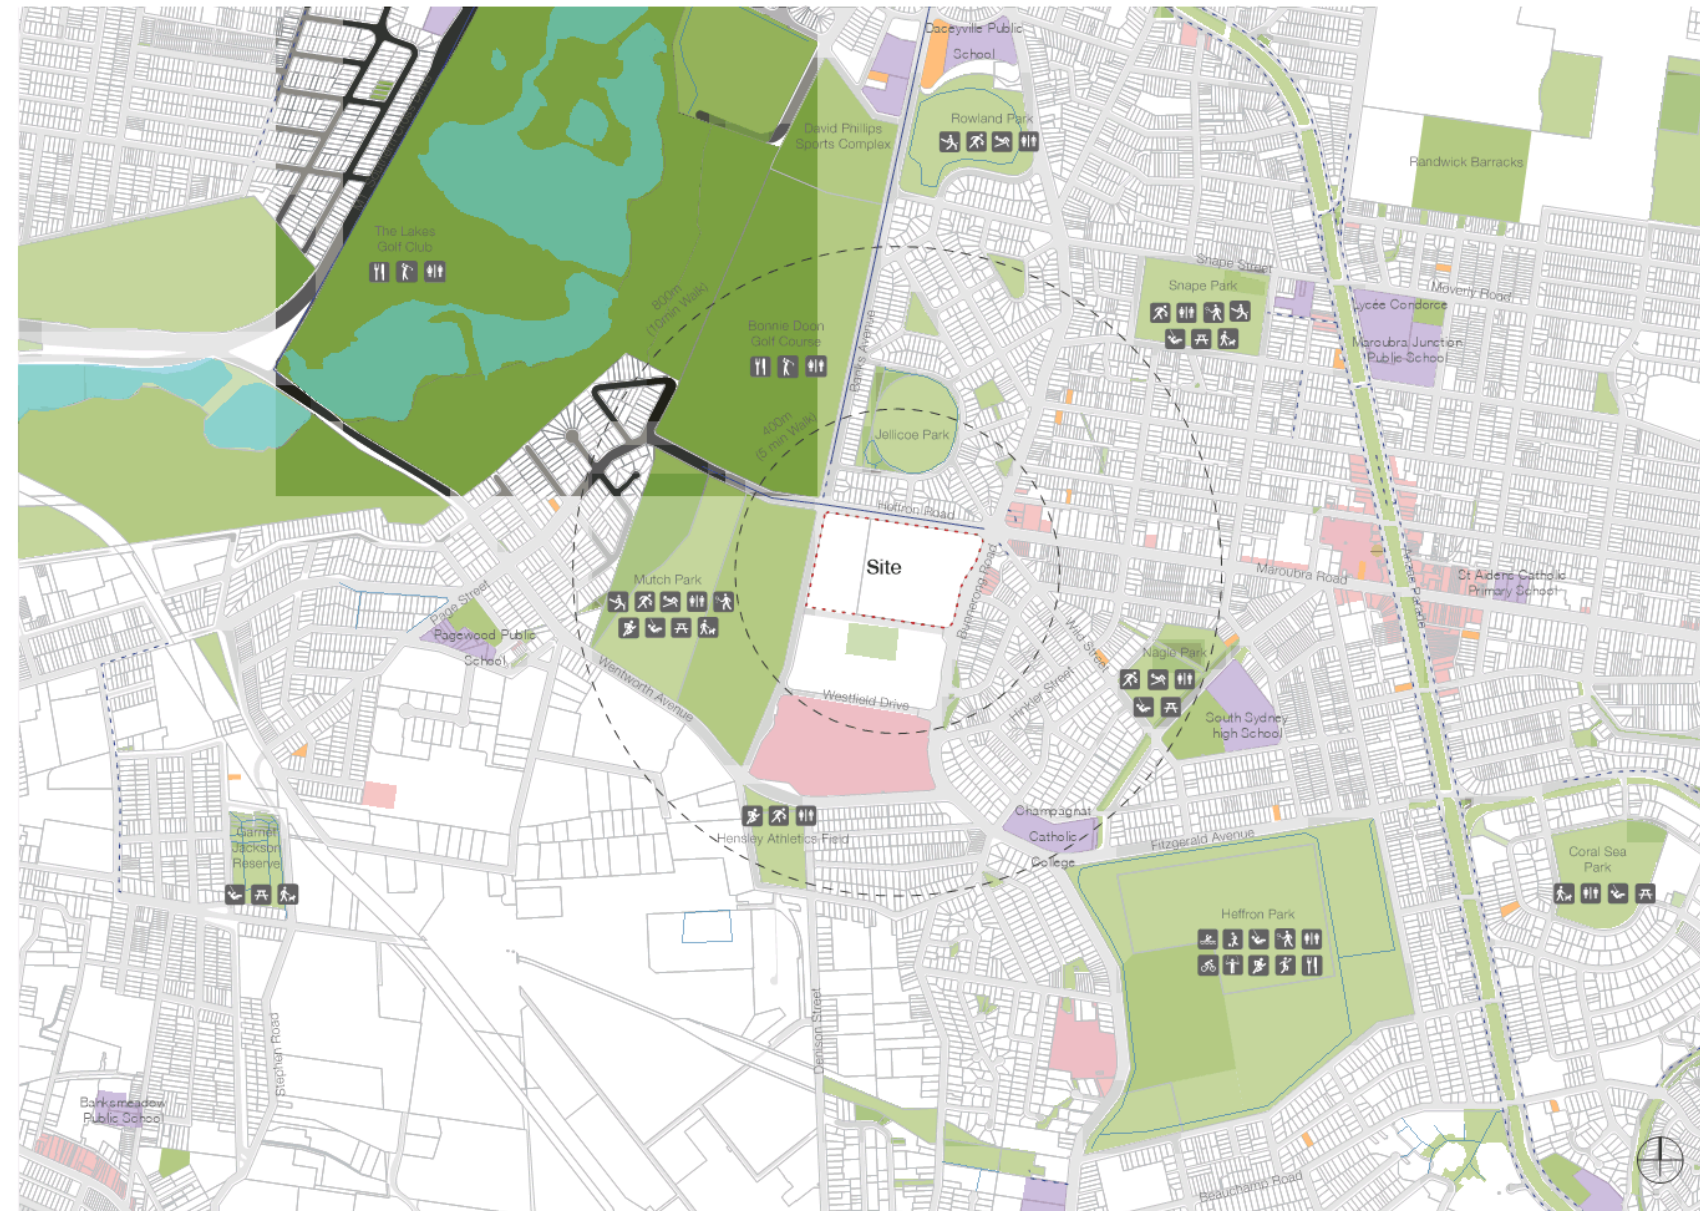 Daceyville Public
School
Rowland Park
David Phillips
Sports Complex
Randwick Barracks
The Lakes
Golf Club
Snape Street
Snape Park
Moverly Road
Lycée Condorce
800m
(10min Walk)
Bonnie Doon
Golf Course
Banks Avenue
Maroubra Junction
Public School
400m
(5 min Walk)
Jellicoe Park
Heffron Road
Site
Bunnerong Road
Maroubra Road
Anzac Parade
St Aidens Catholic
Primary School
Mutch Park
Page Street
Pagewood Public
School
Wild Street
Nagle Park
Wentworth Avenue
Westfield Drive
Hinkler Street
South Sydney
high School
Champagnat
Catholic
College
Hensley Athletics Field
Fitzgerald Avenue
Garnet
Jackson
Reserve
Coral Sea
Park
Heffron Park
Denison Street
Stephen Road
Banksmeadow
Public School
Beauchamp Road